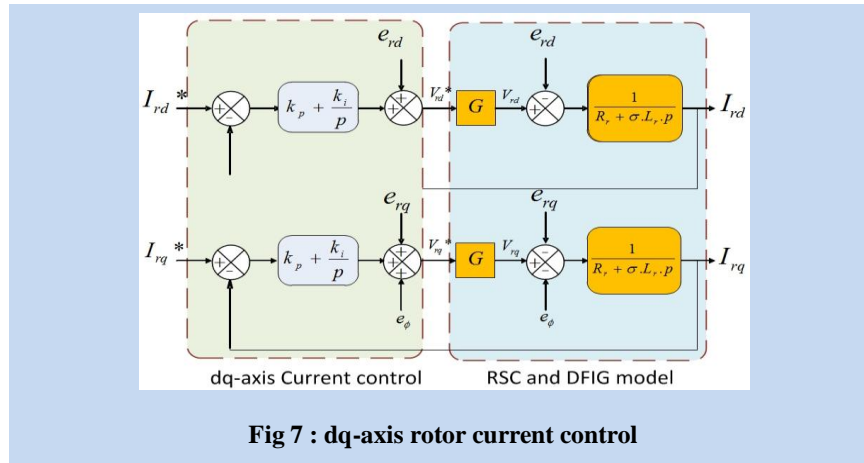 e_rd e_rd
I_rd* + - k_p + k_i/p + + V_rd* G V_rd - + 1/(R_r + σ.L_r.p) I_rd
e_rq e_rq
I_rq* + - k_p + k_i/p + + + V_rq* G V_rq - + - 1/(R_r + σ.L_r.p) I_rq
e_ϕ e_ϕ
dq-axis Current control RSC and DFIG model
Fig 7 : dq-axis rotor current control